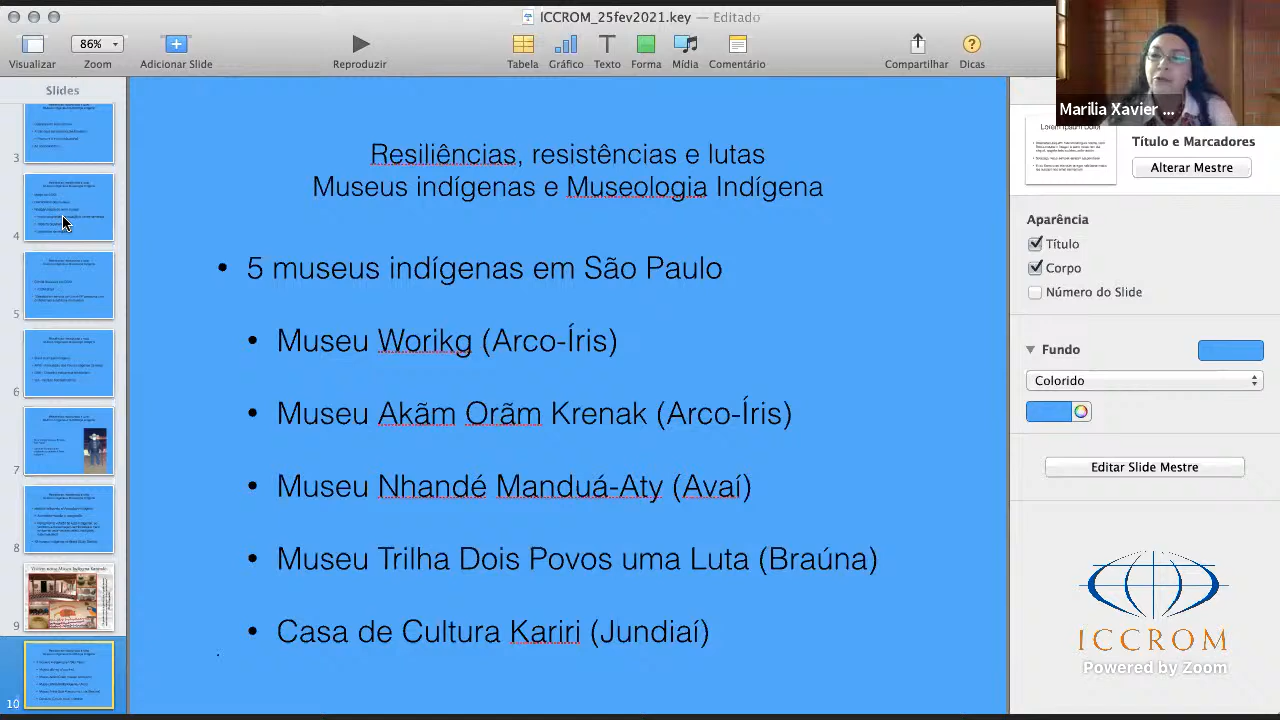 ICCROM_25fev2021.key — Editado
86%
Visualizar
Zoom
Adicionar Slide
Reproduzir
Tabela
Gráfico
Texto
Forma
Mídia
Comentário
Compartilhar
Dicas
Marilia Xavier ...
Slides
3
4
5
6
7
8
9
10
Resiliências, resistências e lutas
Museus indígenas e Museologia Indígena
• 5 museus indígenas em São Paulo
• Museu Worikg (Arco-Íris)
• Museu Akãm Orãm Krenak (Arco-Íris)
• Museu Nhandé Manduá-Aty (Avaí)
• Museu Trilha Dois Povos uma Luta (Braúna)
• Casa de Cultura Kariri (Jundiaí)
Título e Marcadores
Alterar Mestre
Aparência
Título
Corpo
Número do Slide
Fundo
Colorido
Editar Slide Mestre
ICCROM
Powered by Zoom